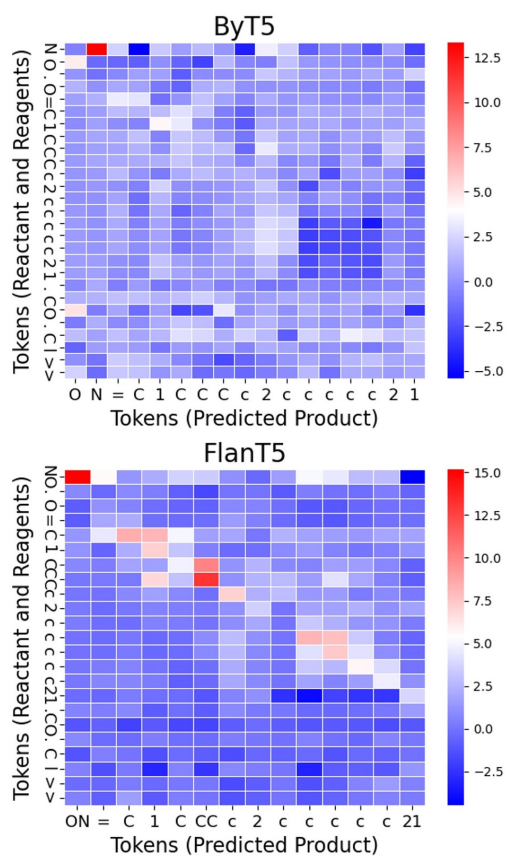 ByT5
Tokens (Reactant and Reagents)
N O . O = C 1 C C C c 2 c c c c c 2 1 . C O . C l > >
12.5
10.0
7.5
5.0
2.5
0.0
−2.5
−5.0
O N = C 1 C C C c 2 c c c c c 2 1
Tokens (Predicted Product)
FlanT5
Tokens (Reactant and Reagents)
NO . O = C 1 C CC c 2 c c c c c 21 . CO . C l > >
15.0
12.5
10.0
7.5
5.0
2.5
0.0
−2.5
ON = C 1 C CC c 2 c c c c c 21
Tokens (Predicted Product)